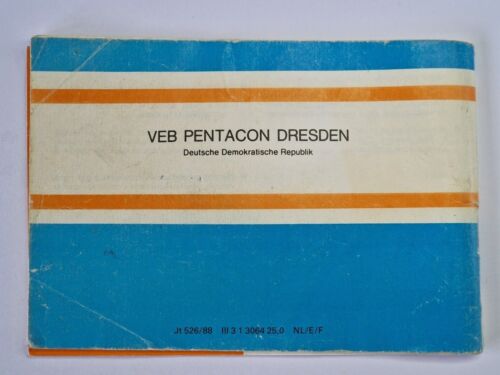 VEB PENTACON DRESDEN
Deutsche Demokratische Republik
Jt 526/88 III 3 1 3064 25,0 NL/E/F